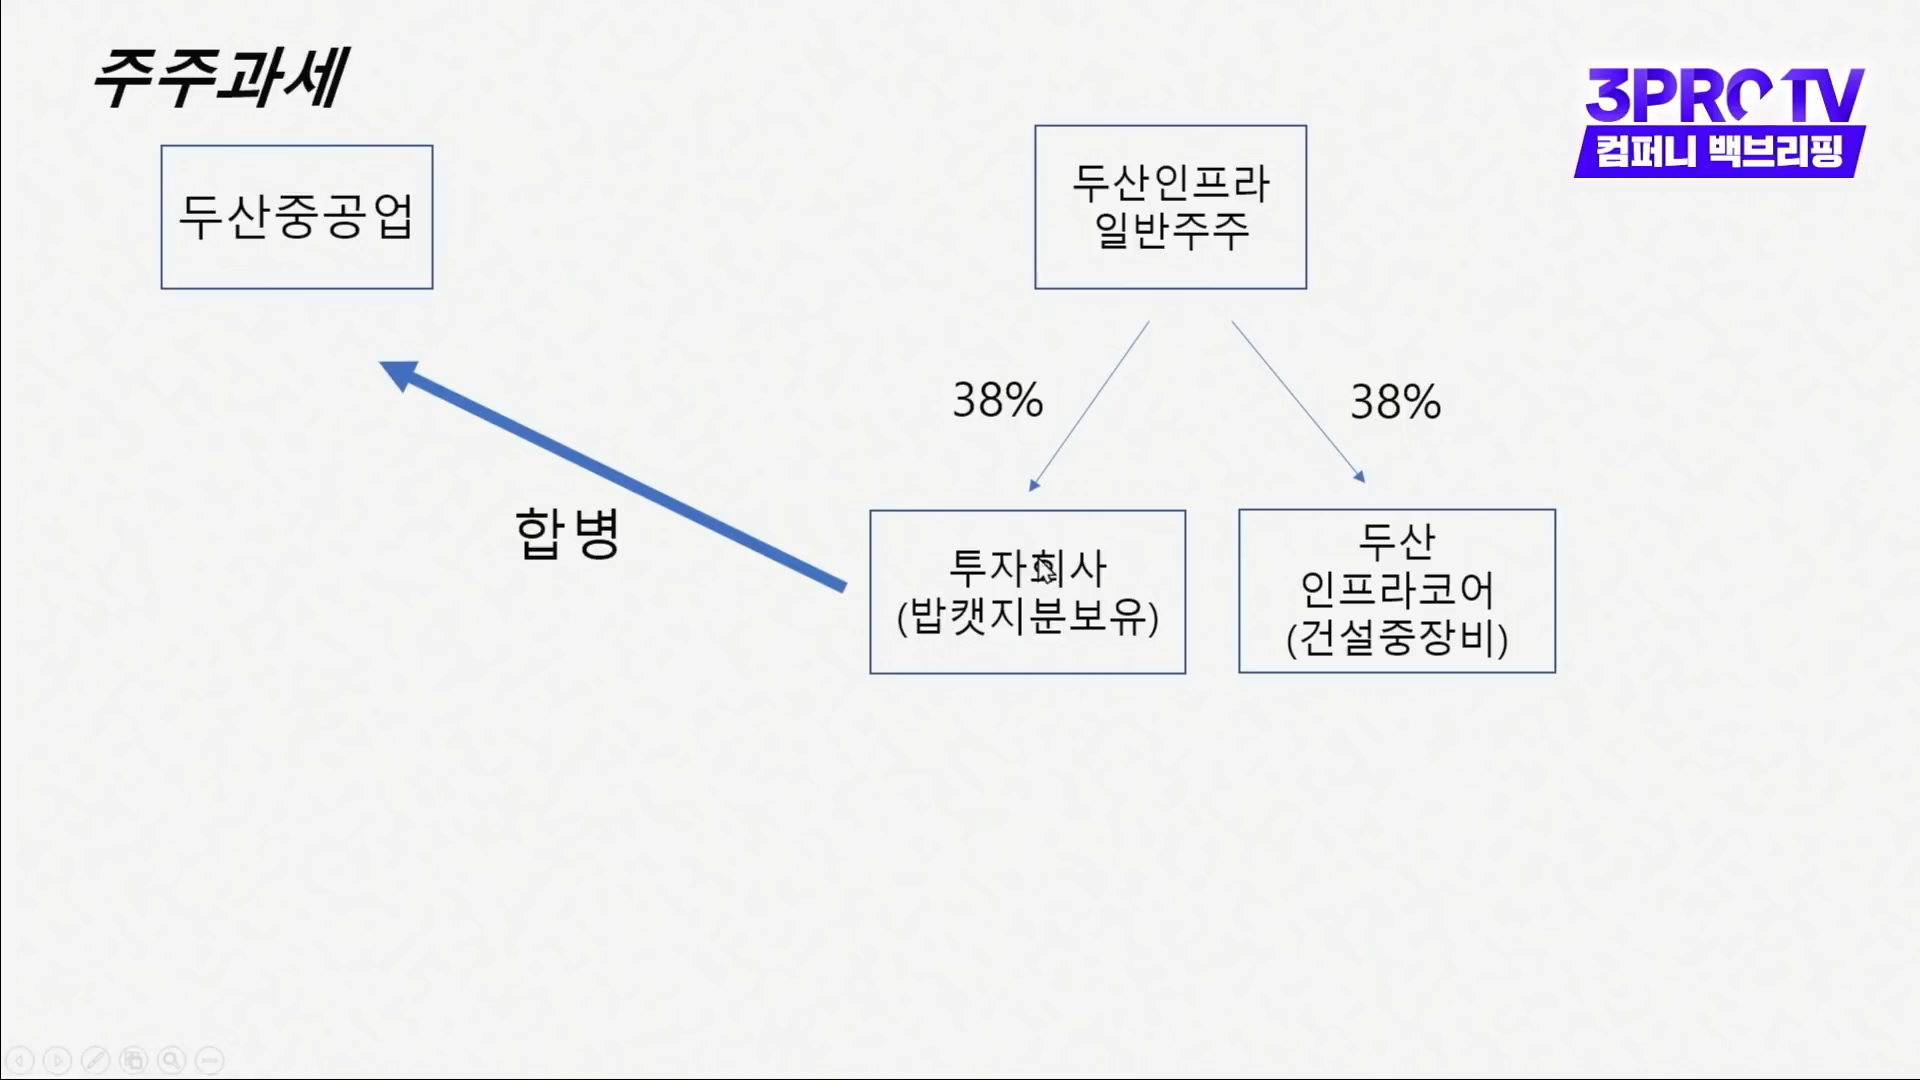 주주과세
3PROTV
컴퍼니 백브리핑
두산중공업
두산인프라
일반주주
38%
38%
합병
투자회사
(밥캣지분보유)
두산
인프라코어
(건설중장비)